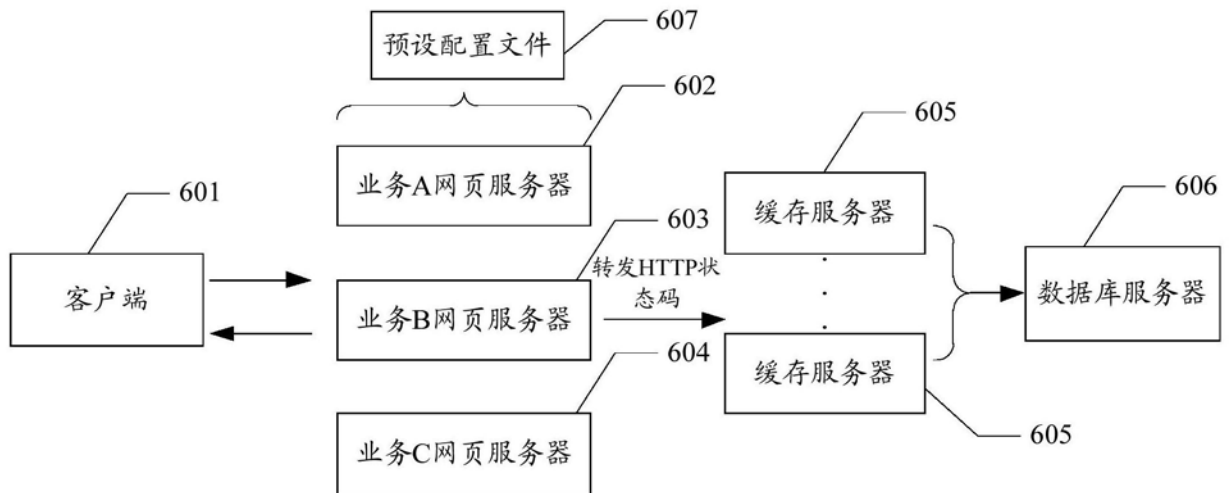 607
预设配置文件
602
605
业务A网页服务器
601
603
缓存服务器
606
客户端
转发HTTP状
态码
业务B网页服务器
数据库服务器
604
缓存服务器
605
业务C网页服务器